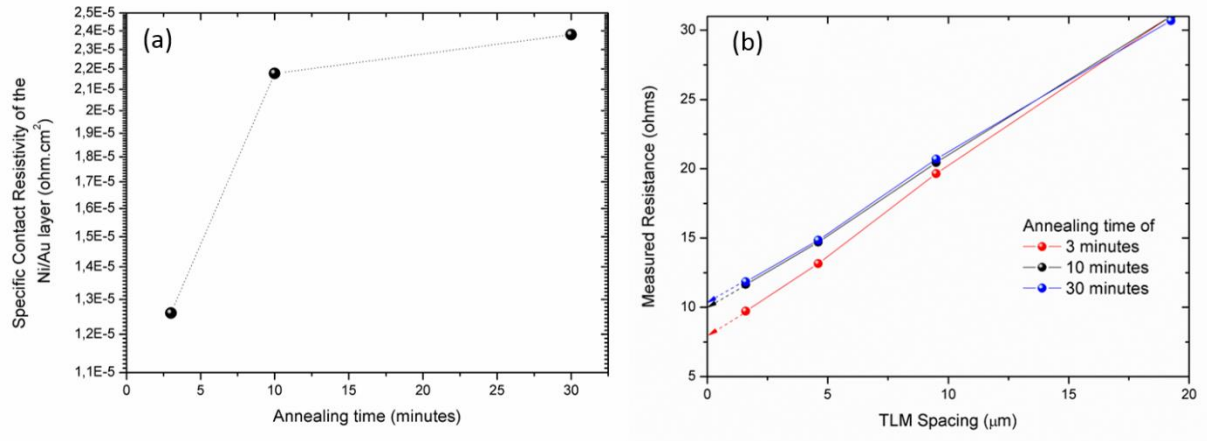 (a)
Specific Contact Resistivity of the
Ni/Au layer (ohm.cm²)
2,5E-5
2,4E-5
2,3E-5
2,1E-5
2E-5
1,9E-5
1,8E-5
1,7E-5
1,6E-5
1,5E-5
1,4E-5
1,3E-5
1,2E-5
1,1E-5
0 5 10 15 20 25 30
Annealing time (minutes)
(b)
Measured Resistance (ohms)
30
25
20
15
10
5
Annealing time of
3 minutes
10 minutes
30 minutes
0 5 10 15 20
TLM Spacing (μm)